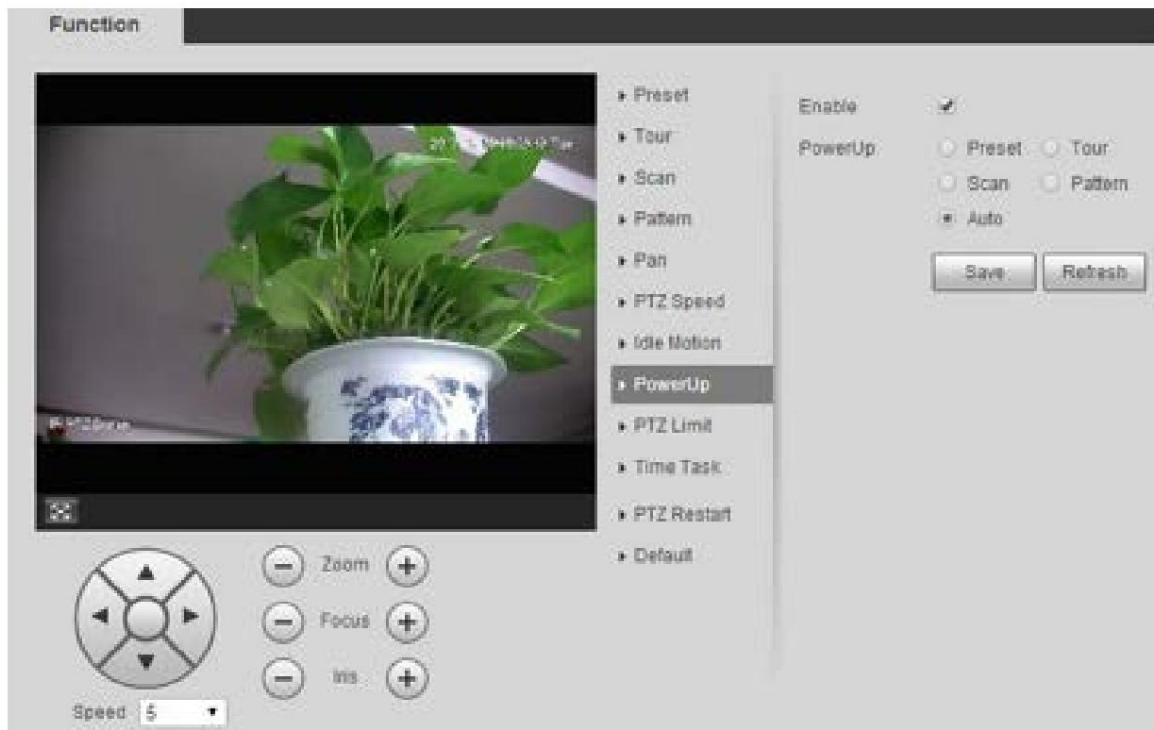 Function
Preset
Tour
Scan
Pattern
Pan
PTZ Speed
Idle Motion
PowerUp
PTZ Limit
Time Task
PTZ Restart
Default
Enable
PowerUp
Preset Tour
Scan Pattern
Auto
Save Refresh
Zoom
Focus
Iris
Speed 5